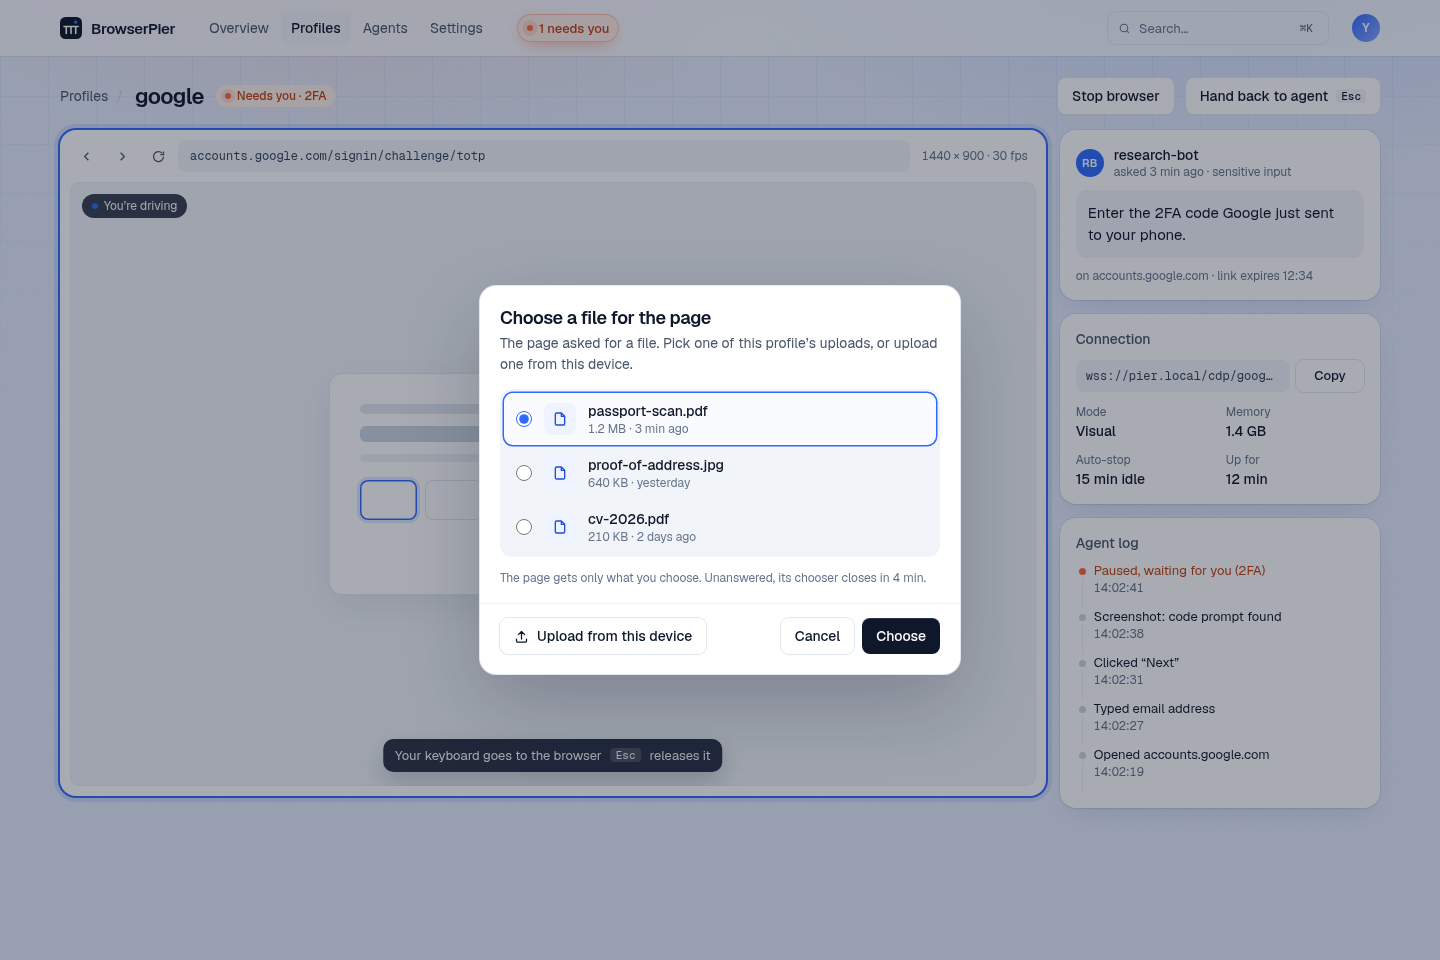 BrowserPier
Overview
Profiles
Agents
Settings
1 needs you
Search...
⌘K
Y
Profiles / google
Needs you · 2FA
Stop browser
Hand back to agent Esc
accounts.google.com/signin/challenge/totp
1440 × 900 · 30 fps
You're driving
Choose a file for the page
The page asked for a file. Pick one of this profile's uploads, or upload
one from this device.
passport-scan.pdf
1.2 MB · 3 min ago
proof-of-address.jpg
640 KB · yesterday
cv-2026.pdf
210 KB · 2 days ago
The page gets only what you choose. Unanswered, its chooser closes in 4 min.
Upload from this device
Cancel
Choose
Your keyboard goes to the browser Esc releases it
RB
research-bot
asked 3 min ago · sensitive input
Enter the 2FA code Google just sent
to your phone.
on accounts.google.com · link expires 12:34
Connection
wss://pier.local/cdp/goog…
Copy
Mode
Memory
Visual
1.4 GB
Auto-stop
Up for
15 min idle
12 min
Agent log
Paused, waiting for you (2FA)
14:02:41
Screenshot: code prompt found
14:02:38
Clicked “Next”
14:02:31
Typed email address
14:02:27
Opened accounts.google.com
14:02:19